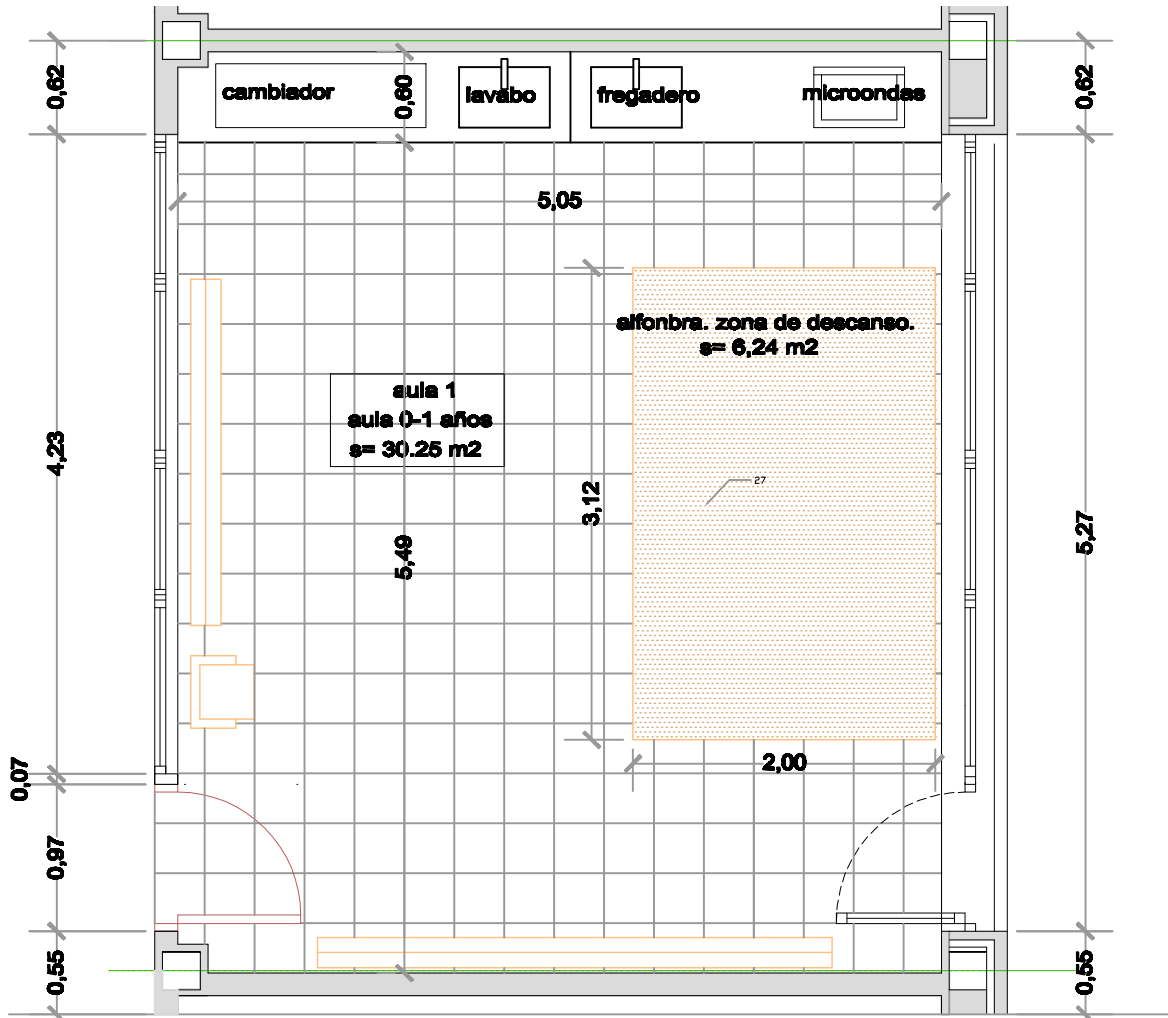 0,62
0,62
cambiador
0,60
lavabo
fregadero
microondas
5,05
alfonbra. zona de descanso.
s= 6,24 m2
aula 1
aula 0-1 años
s= 30.25 m2
4,23
27
3,12
5,49
5,27
2,00
0,07
0,97
0,55
0,55